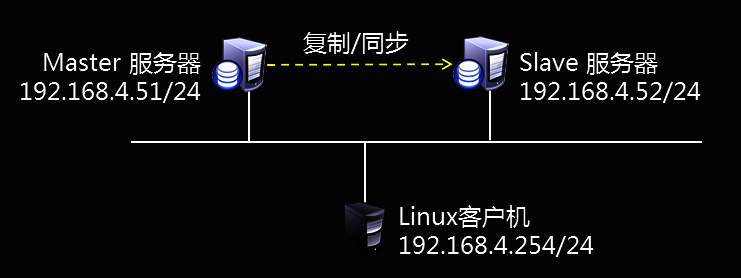 复制/同步
Master 服务器
192.168.4.51/24
Slave 服务器
192.168.4.52/24
Linux客户机
192.168.4.254/24